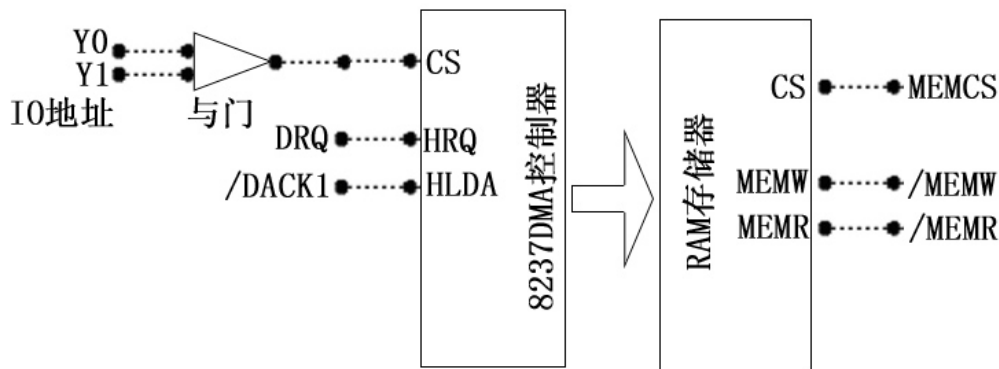 Y0
Y1
IO地址
与门
CS
DRQ
HRQ
/DACK1
HLDA
8237DMA控制器
RAM存储器
CS
MEMCS
MEMW
/MEMW
MEMR
/MEMR